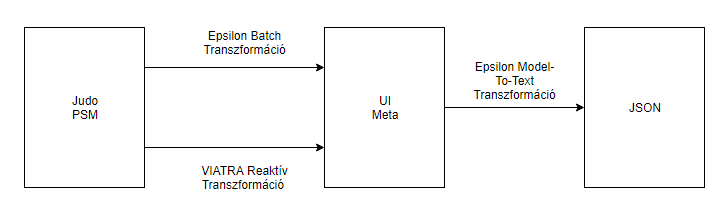 Epsilon Batch
Transzformáció
Judo
PSM
VIATRA Reaktív
Transzformáció
UI
Meta
Epsilon Model-
To-Text
Transzformáció
JSON